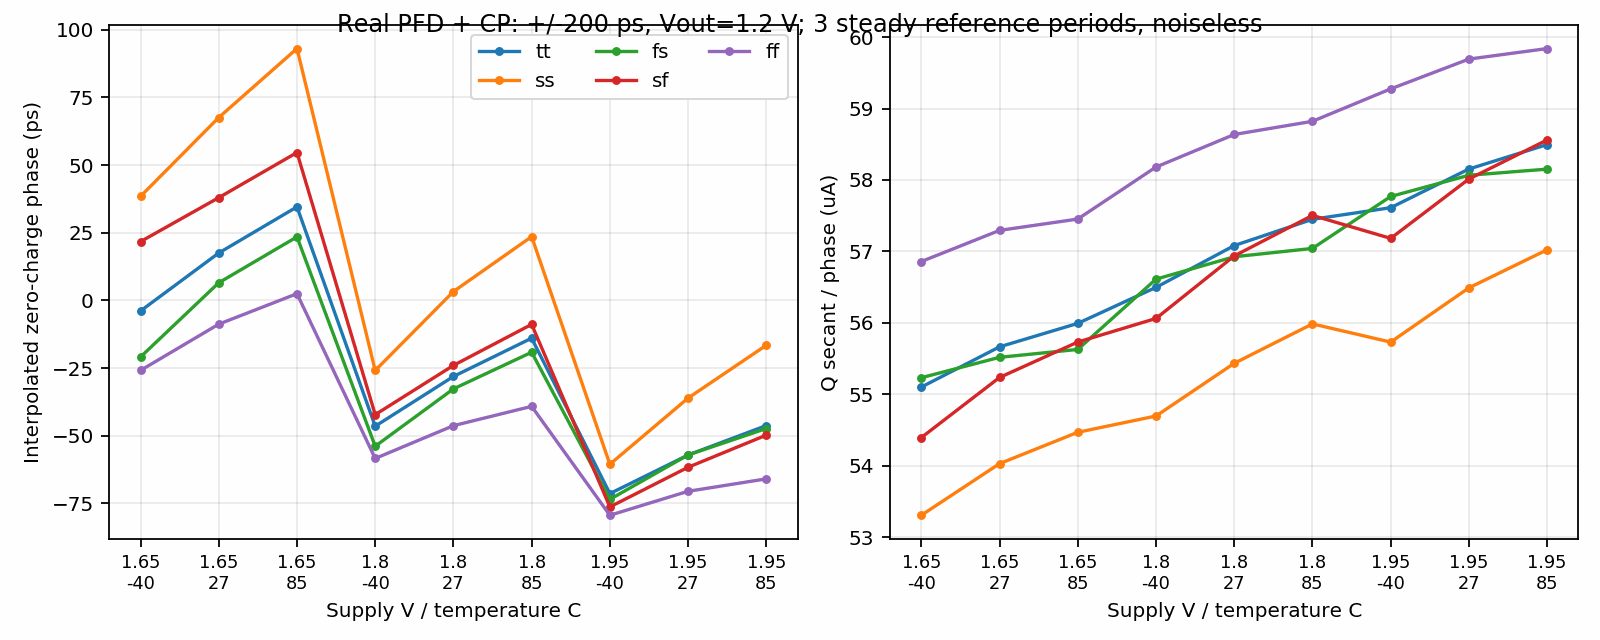 Real PFD + CP: +/ 200 ps, Vout=1.2 V; 3 steady reference periods, noiseless
Interpolated zero-charge phase (ps)
100
75
50
25
0
−25
−50
−75
tt
ss
fs
sf
ff
1.65 1.65 1.65 1.8 1.8 1.8 1.95 1.95 1.95
-40 27 85 -40 27 85 -40 27 85
Supply V / temperature C
Q secant / phase (uA)
60
59
58
57
56
55
54
53
1.65 1.65 1.65 1.8 1.8 1.8 1.95 1.95 1.95
-40 27 85 -40 27 85 -40 27 85
Supply V / temperature C